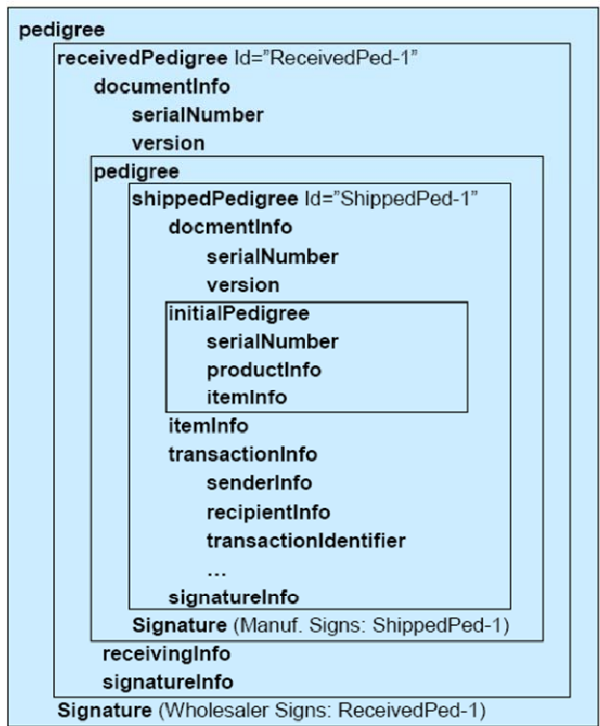 pedigree
receivedPedigree Id=”ReceivedPed-1”
documentInfo
serialNumber
version
pedigree
shippedPedigree Id=”ShippedPed-1”
docmentInfo
serialNumber
version
initialPedigree
serialNumber
productInfo
itemInfo
itemInfo
transactionInfo
senderInfo
recipientInfo
transactionIdentifier
...
signatureInfo
Signature (Manuf. Signs: ShippedPed-1)
receivingInfo
signatureInfo
Signature (Wholesaler Signs: ReceivedPed-1)